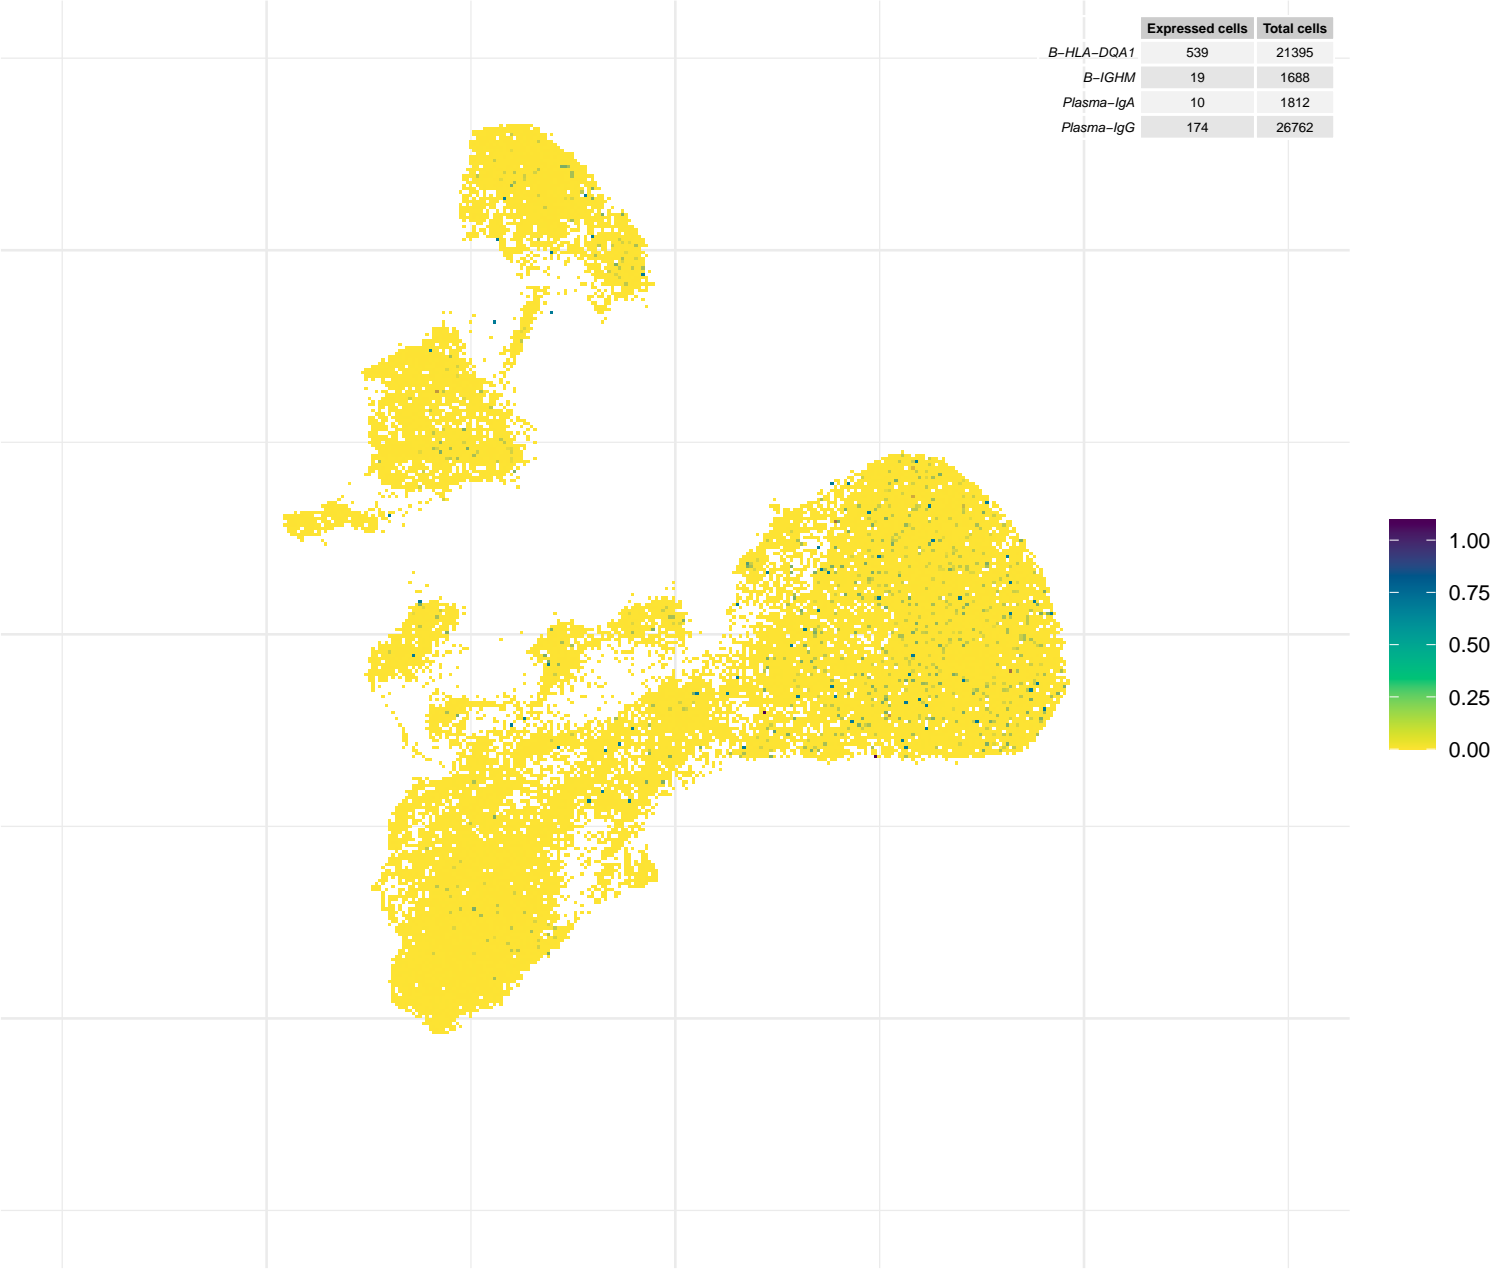 Expressed cells Total cells
B−HLA−DQA1 539 21395
B−IGHM 19 1688
Plasma−IgA 10 1812
Plasma−IgG 174 26762
1.00
0.75
0.50
0.25
0.00